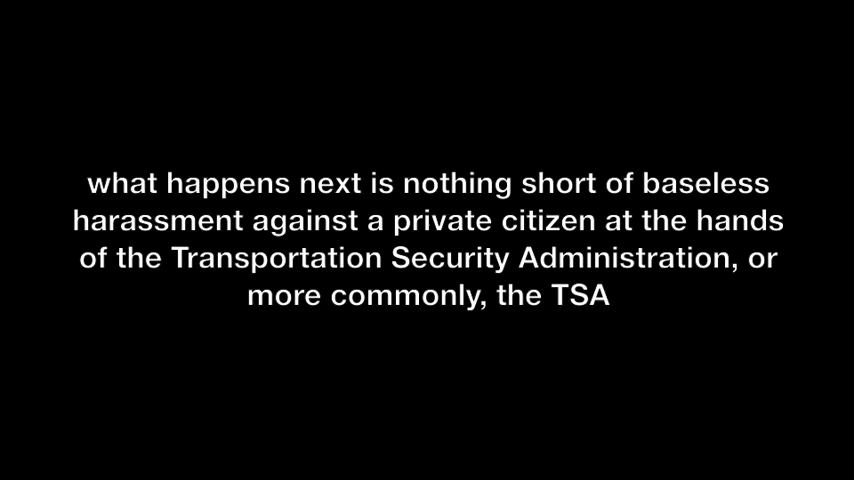 what happens next is nothing short of baseless
harassment against a private citizen at the hands
of the Transportation Security Administration, or
more commonly, the TSA